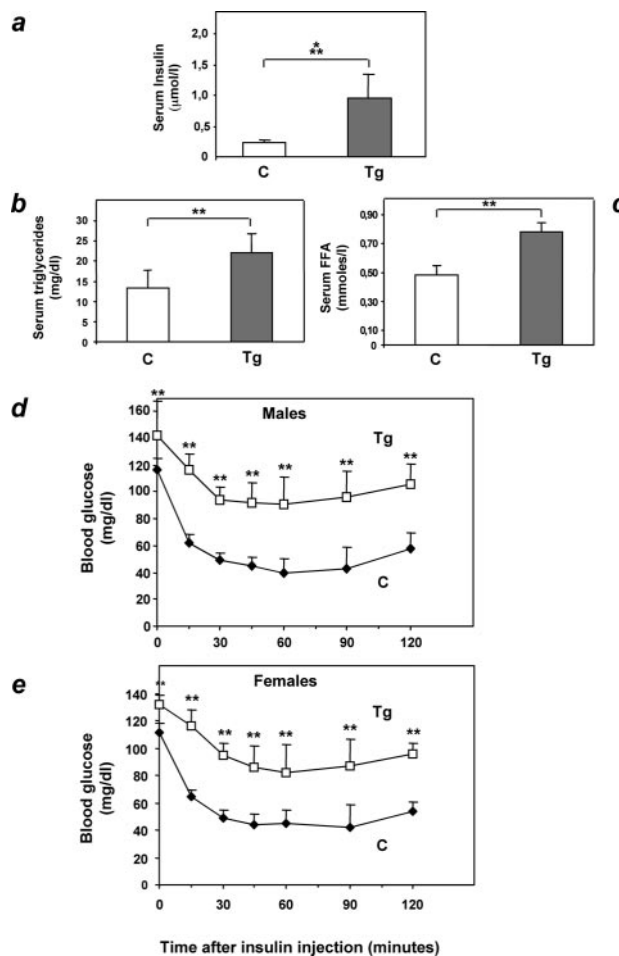 a
Serum Insulin
(μmol/l)
2,0
1,5
1,0
0,5
0
*
**
C
Tg
b
Serum triglycerides
(mg/dl)
30
25
20
15
10
5
0
**
C
Tg
Serum FFA
(mmoles/l)
0,90
0,70
0,50
0,30
0,10
0
**
C
Tg
d
Males
Blood glucose
(mg/dl)
160
140
120
100
80
60
40
20
0
** ** ** ** ** ** **
Tg
C
0 30 60 90 120
e
Females
Blood glucose
(mg/dl)
140
120
100
80
60
40
20
0
** ** ** ** ** ** **
Tg
C
0 30 60 90 120
Time after insulin injection (minutes)